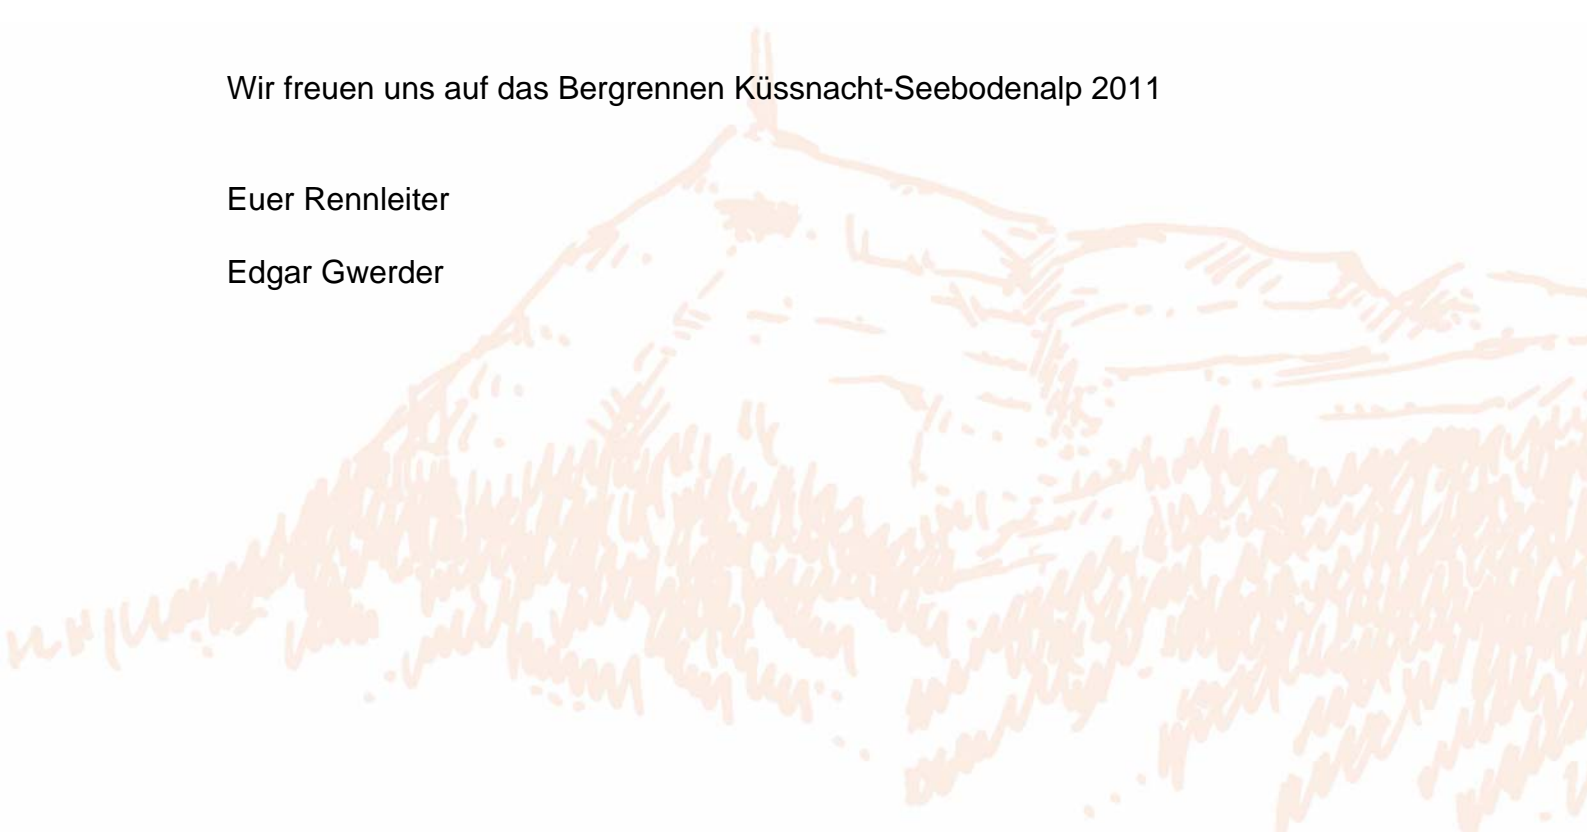 Wir freuen uns auf das Bergrennen Küssnacht-Seebodenalp 2011
Euer Rennleiter
Edgar Gwerder